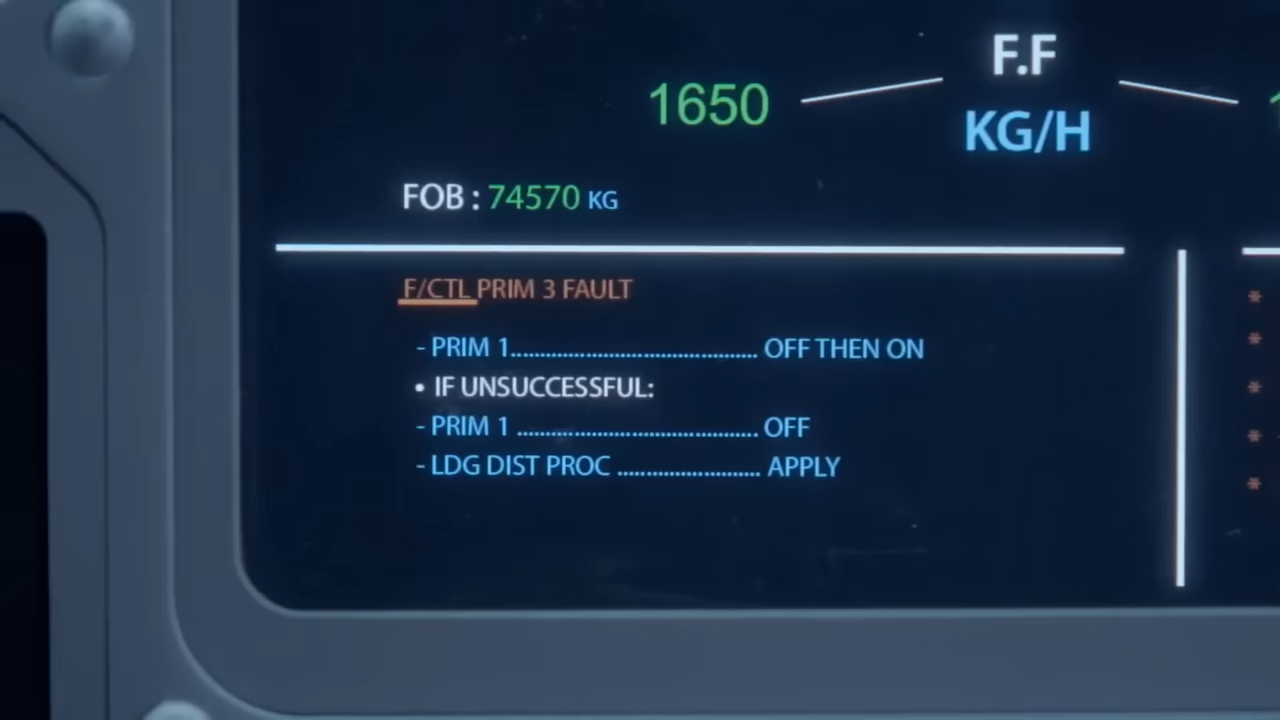 F.F
1650
KG/H
FOB : 74570 KG
F/CTL PRIM 3 FAULT
- PRIM 1........................................... OFF THEN ON
• IF UNSUCCESSFUL:
- PRIM 1 .......................................... OFF
- LDG DIST PROC ......................... APPLY
*
*
*
*
*